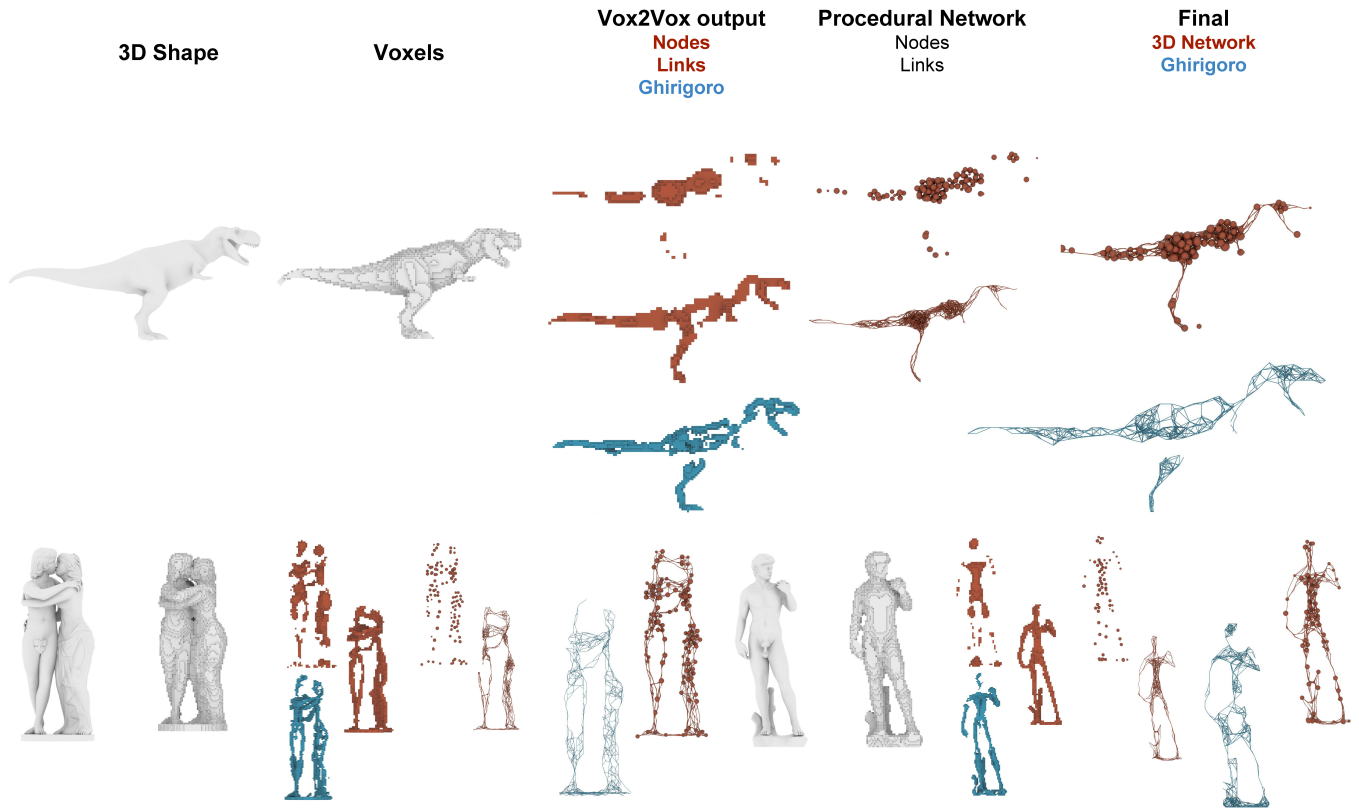 3D Shape
Voxels
Vox2Vox output
Nodes
Links
Ghirigoro
Procedural Network
Nodes
Links
Final
3D Network
Ghirigoro